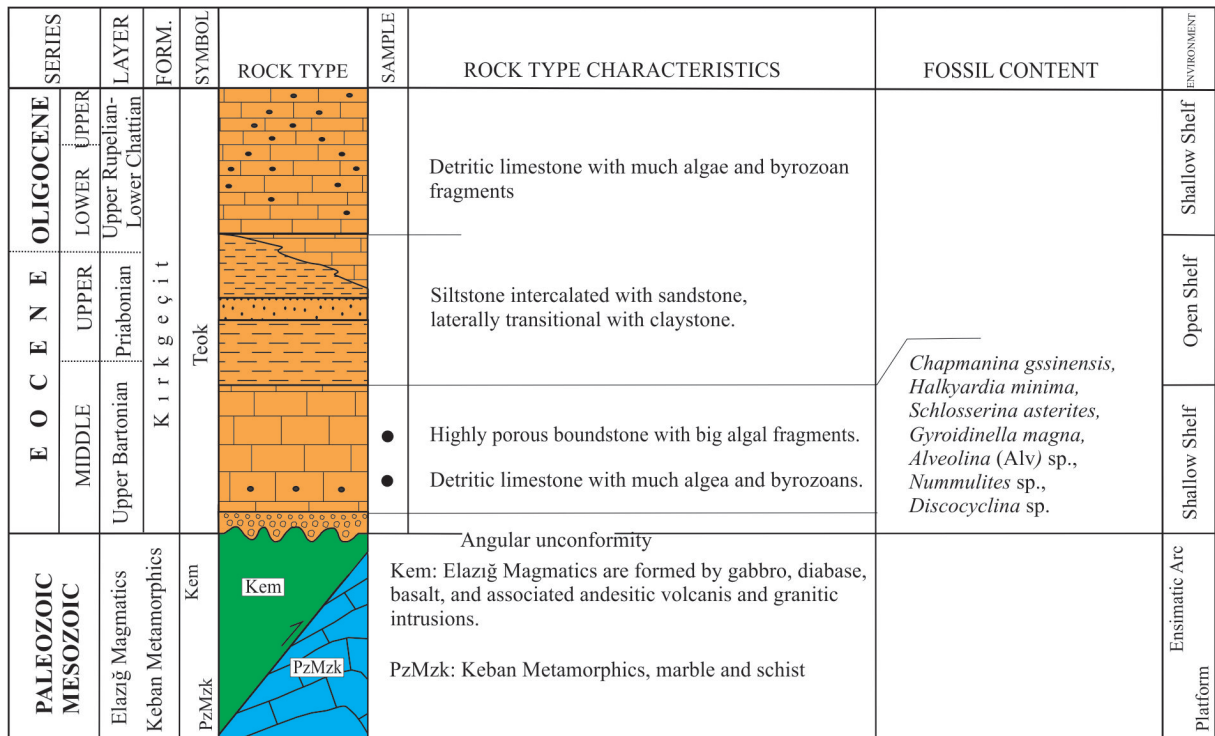 SERIES
LAYER
FORM.
SYMBOL
ROCK TYPE
SAMPLE
ROCK TYPE CHARACTERISTICS
FOSSIL CONTENT
ENVIRONMENT
OLIGOCENE
UPPER
LOWER
Upper Rupelian-
Lower Chattian
Detritic limestone with much algae and byrozoan
fragments
Shallow Shelf
EOCENE
UPPER
Priabonian
Kırkgeçit
Teok
Siltstone intercalated with sandstone,
laterally transitional with claystone.
Open Shelf
MIDDLE
Upper Bartonian
Highly porous boundstone with big algal fragments.
Detritic limestone with much algea and byrozoans.
Chapmanina gssinensis,
Halkyardia minima,
Schlosserina asterites,
Gyroidinella magna,
Alveolina (Alv) sp.,
Nummulites sp.,
Discocyclina sp.
Shallow Shelf
Angular unconformity
PALEOZOIC
MESOZOIC
Elazığ Magmatics
Keban Metamorphics
Kem
PzMzk
Kem
PzMzk
Kem: Elazığ Magmatics are formed by gabbro, diabase,
basalt, and associated andesitic volcanis and granitic
intrusions.
PzMzk: Keban Metamorphics, marble and schist
Ensimatic Arc
Platform